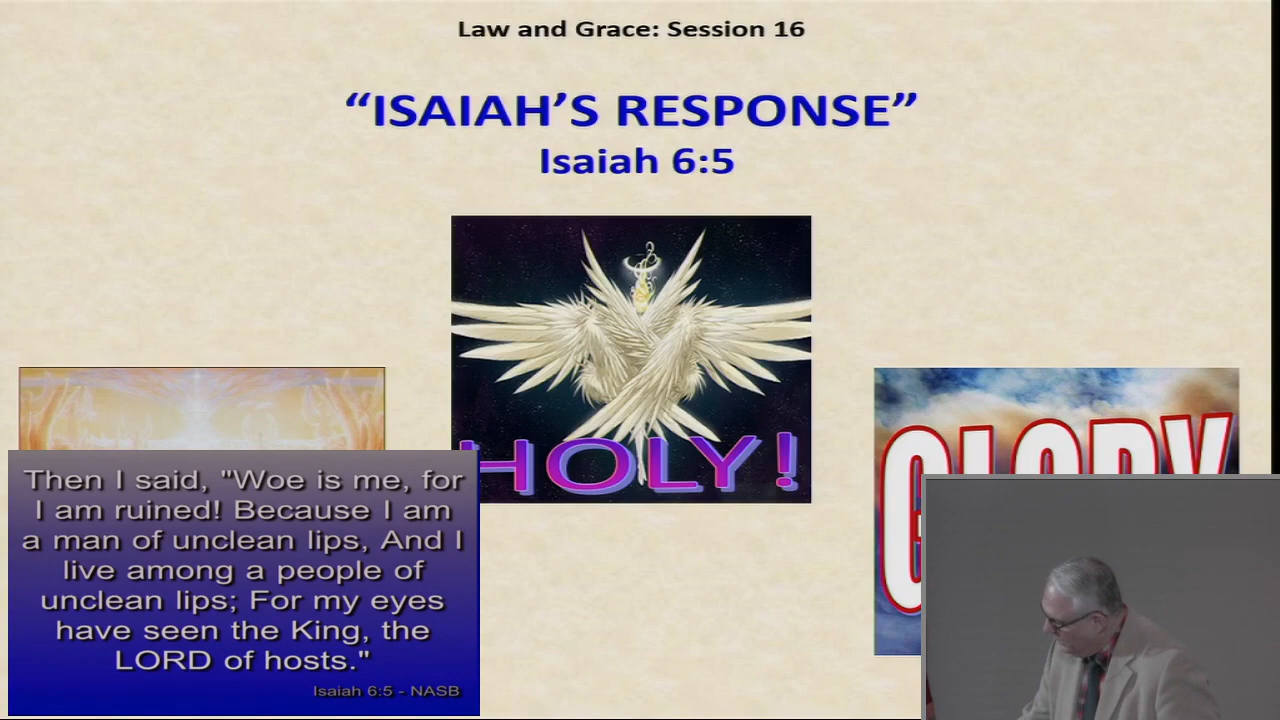 Law and Grace: Session 16
“ISAIAH’S RESPONSE”
Isaiah 6:5
HOLY!
GLORY
Then I said, "Woe is me, for
I am ruined! Because I am
a man of unclean lips, And I
live among a people of
unclean lips; For my eyes
have seen the King, the
LORD of hosts."
Isaiah 6:5 - NASB